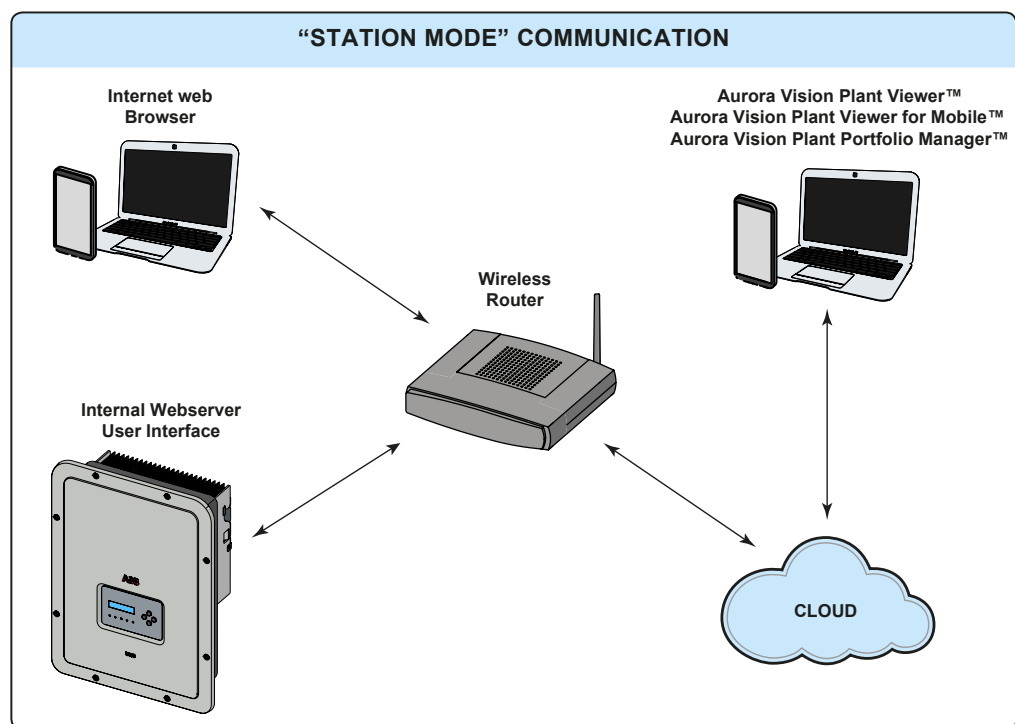 “STATION MODE” COMMUNICATION
Internet web
Browser
Aurora Vision Plant Viewer™
Aurora Vision Plant Viewer for Mobile™
Aurora Vision Plant Portfolio Manager™
Wireless
Router
Internal Webserver
User Interface
ABB
CLOUD